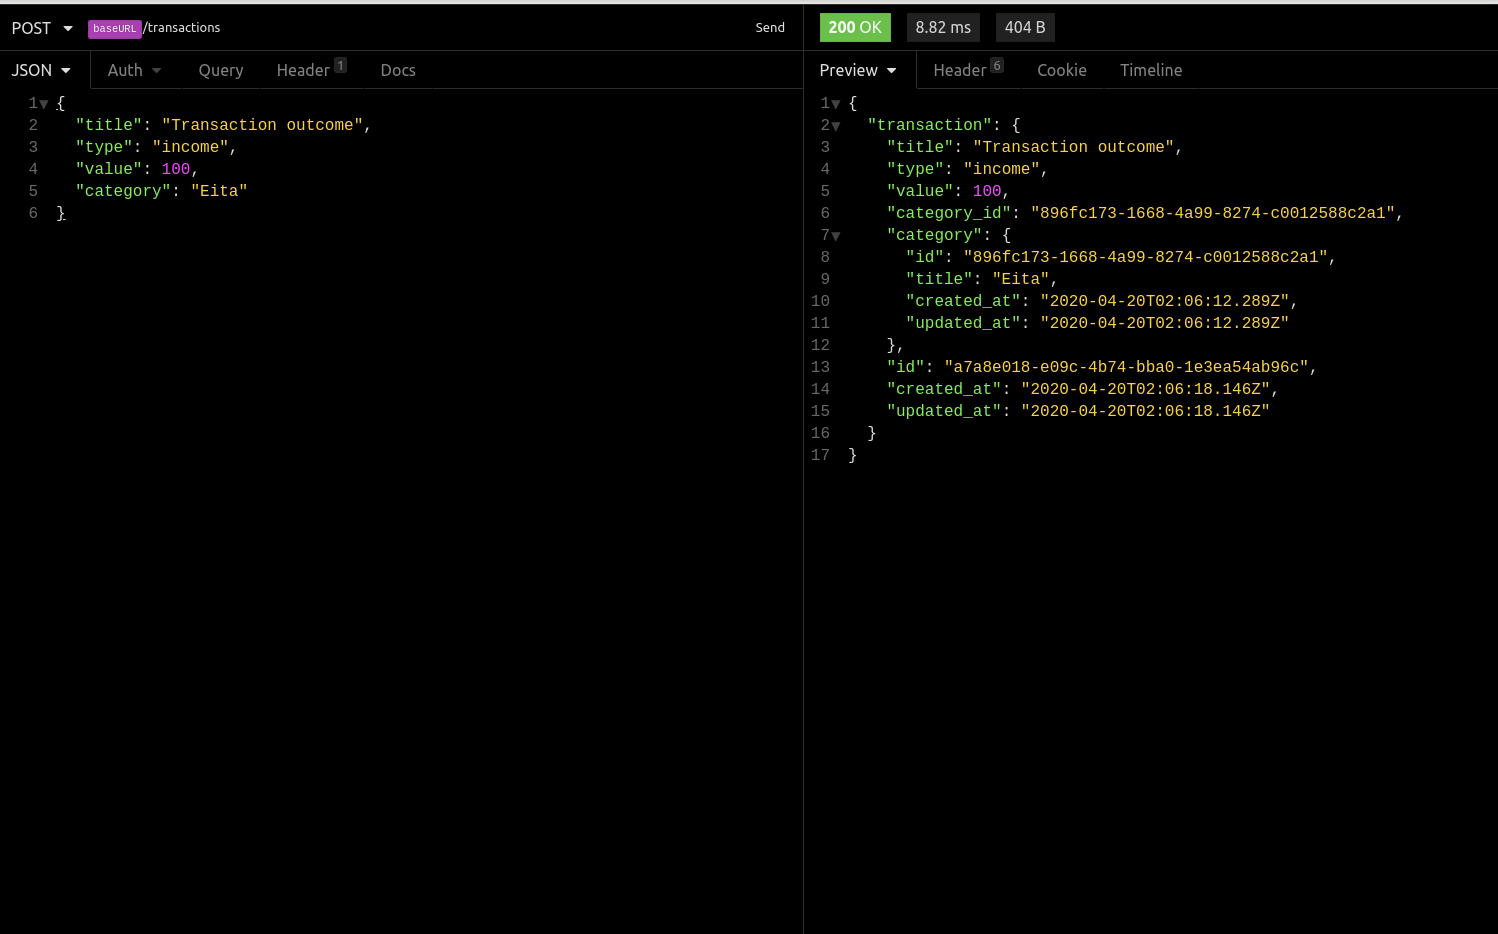 POST baseURL/transactions Send
JSON Auth Query Header 1 Docs
1 {
2 "title": "Transaction outcome",
3 "type": "income",
4 "value": 100,
5 "category": "Eita"
6 }
200 OK 8.82 ms 404 B
Preview Header 6 Cookie Timeline
1 {
2 "transaction": {
3 "title": "Transaction outcome",
4 "type": "income",
5 "value": 100,
6 "category_id": "896fc173-1668-4a99-8274-c0012588c2a1",
7 "category": {
8 "id": "896fc173-1668-4a99-8274-c0012588c2a1",
9 "title": "Eita",
10 "created_at": "2020-04-20T02:06:12.289Z",
11 "updated_at": "2020-04-20T02:06:12.289Z"
12 },
13 "id": "a7a8e018-e09c-4b74-bba0-1e3ea54ab96c",
14 "created_at": "2020-04-20T02:06:18.146Z",
15 "updated_at": "2020-04-20T02:06:18.146Z"
16 }
17 }